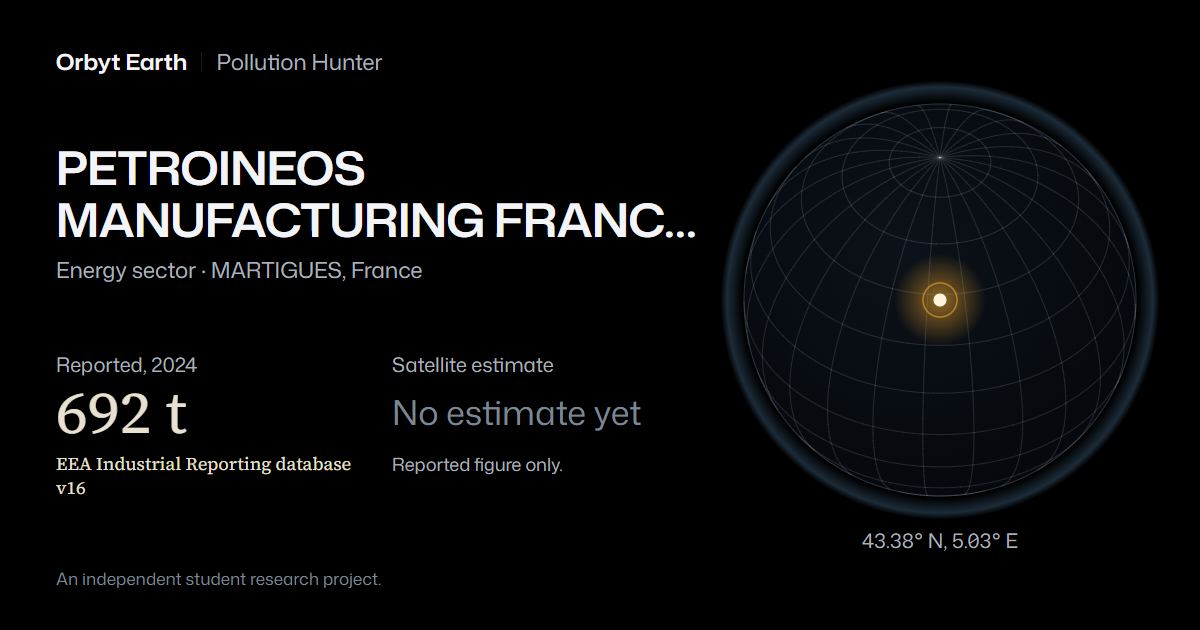 Orbyt Earth | Pollution Hunter
PETROINEOS
MANUFACTURING FRANC...
Energy sector · MARTIGUES, France
Reported, 2024
692 t
EEA Industrial Reporting database
v16
Satellite estimate
No estimate yet
Reported figure only.
43.38° N, 5.03° E
An independent student research project.